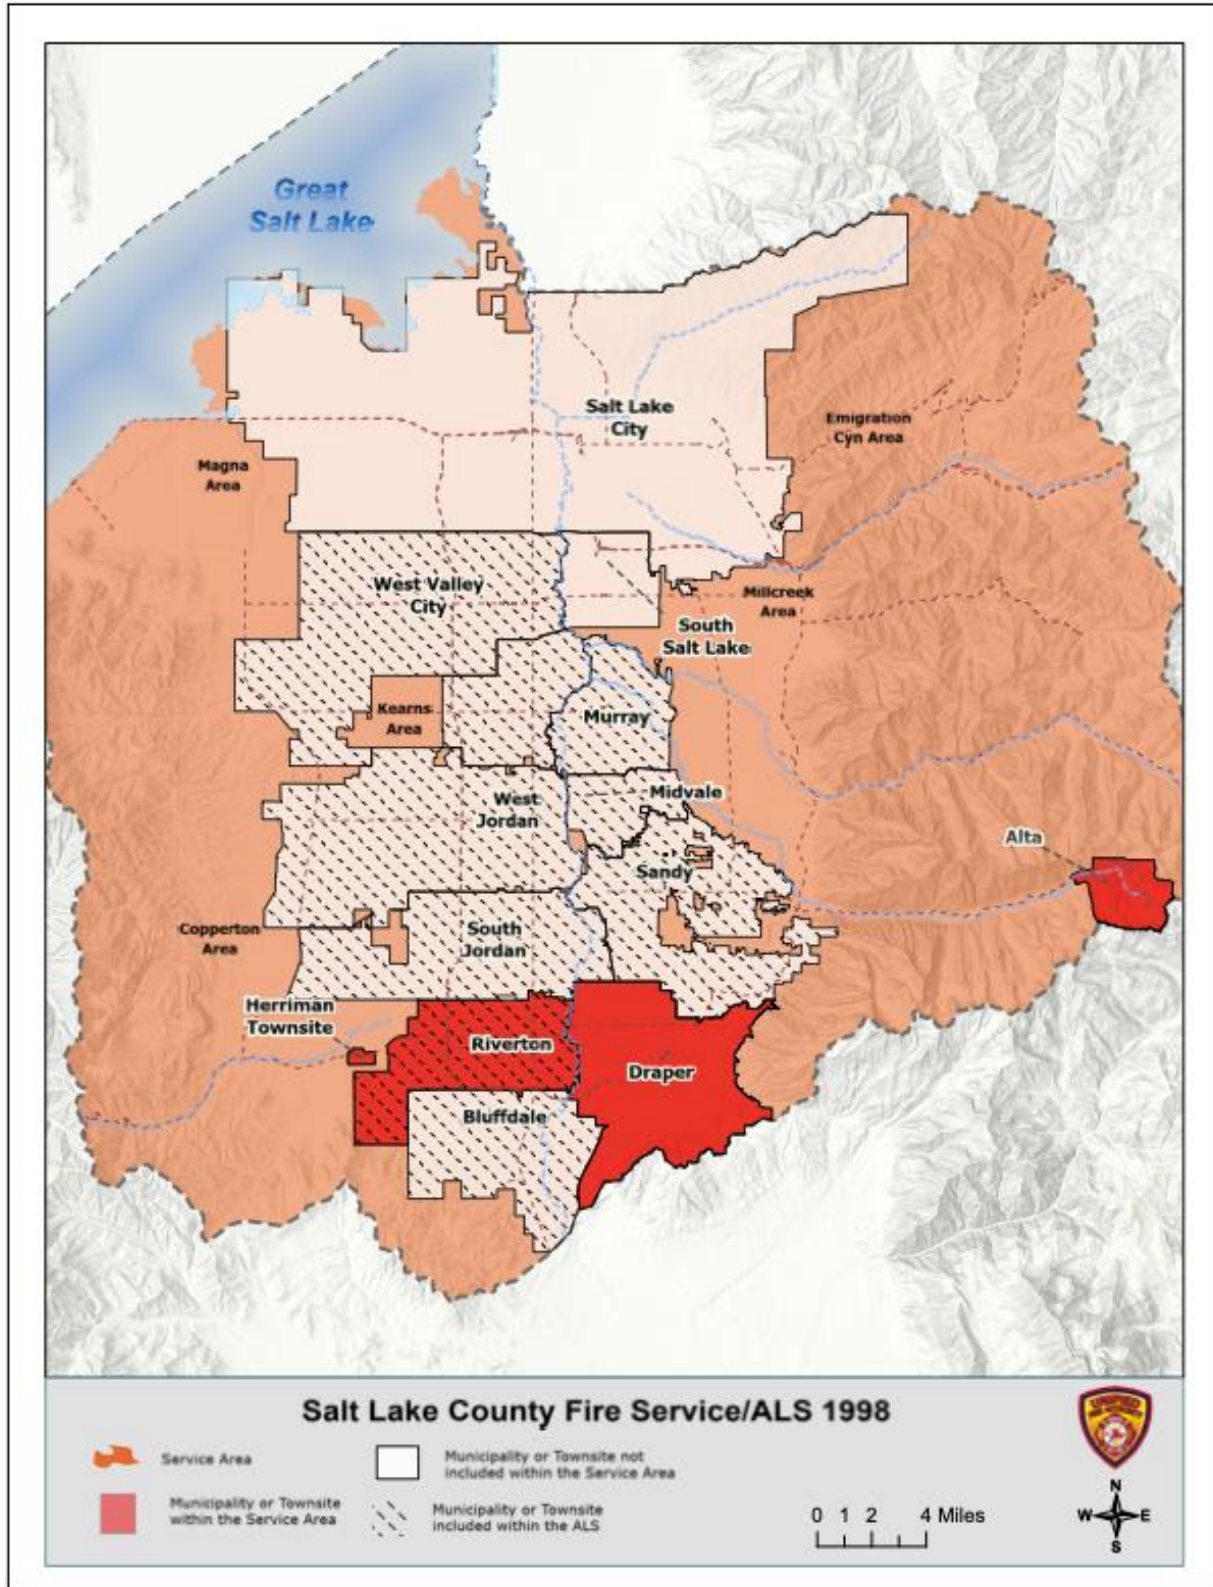 Great
Salt Lake
Salt Lake
City
Emigration
Cyn Area
Magna
Area
West Valley
City
Millcreek
Area
South
Salt Lake
Kearns
Area
Murray
West
Jordan
Midvale
Alta
Sandy
Copperton
Area
South
Jordan
Herriman
Townsite
Riverton
Draper
Bluffdale
Salt Lake County Fire Service/ALS 1998
Service Area
Municipality or Townsite not
included within the Service Area
Municipality or Townsite
within the Service Area
Municipality or Townsite
included within the ALS
0 1 2 4 Miles
UNIFIED
N
W E
S